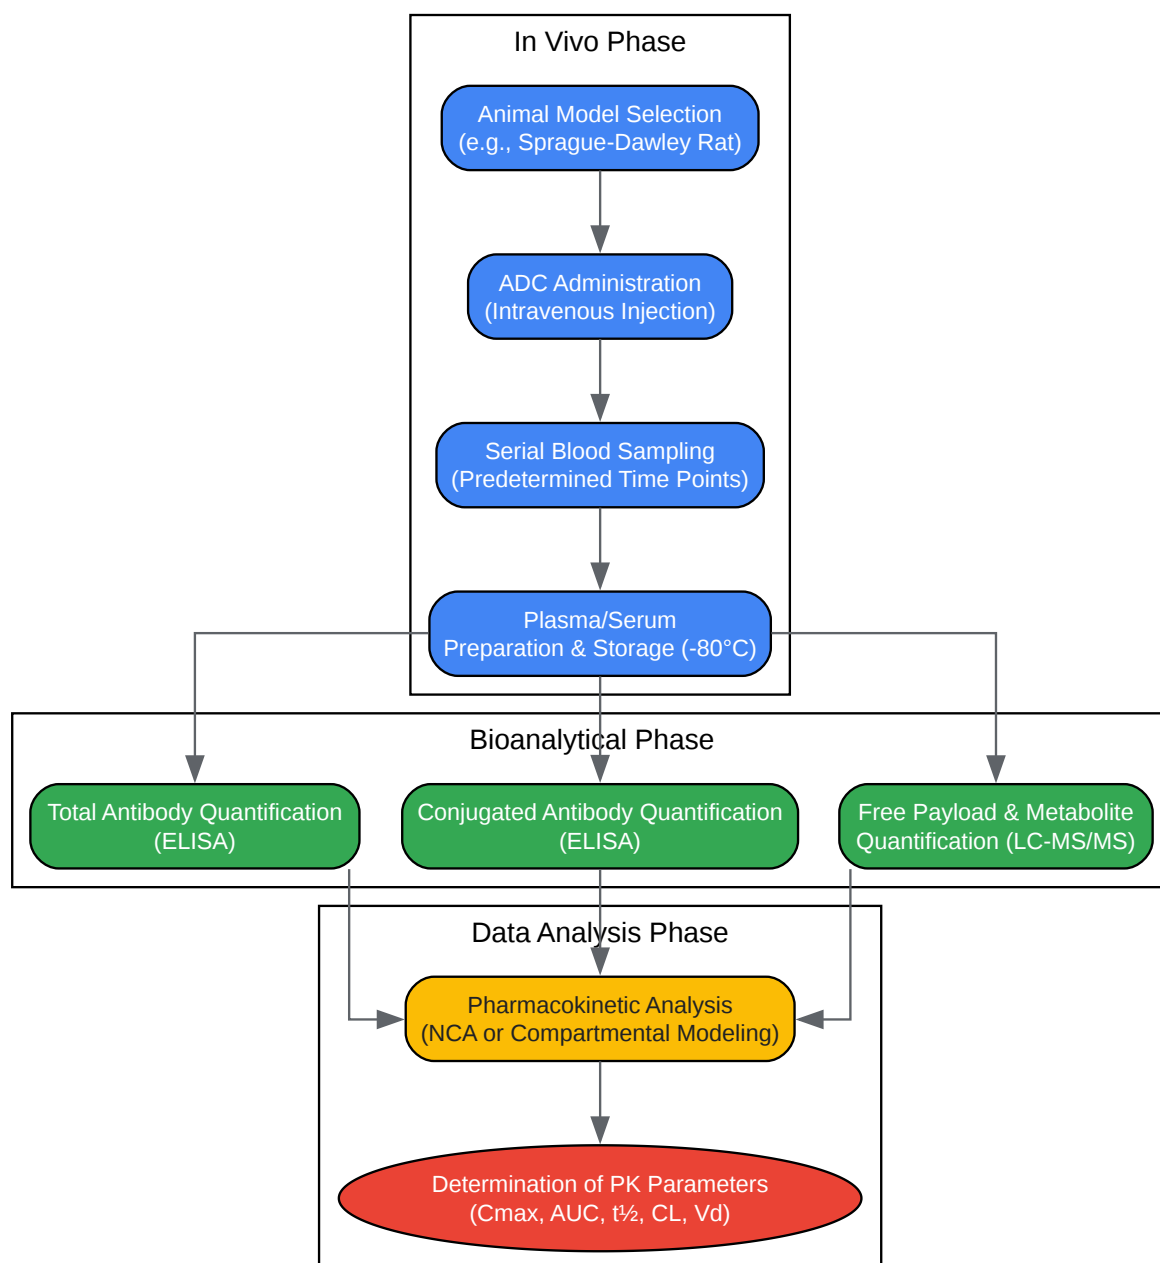 In Vivo Phase
Animal Model Selection
(e.g., Sprague-Dawley Rat)
ADC Administration
(Intravenous Injection)
Serial Blood Sampling
(Predetermined Time Points)
Plasma/Serum
Preparation & Storage (-80°C)
Bioanalytical Phase
Total Antibody Quantification
(ELISA)
Conjugated Antibody Quantification
(ELISA)
Free Payload & Metabolite
Quantification (LC-MS/MS)
Data Analysis Phase
Pharmacokinetic Analysis
(NCA or Compartmental Modeling)
Determination of PK Parameters
(Cmax, AUC, t½, CL, Vd)